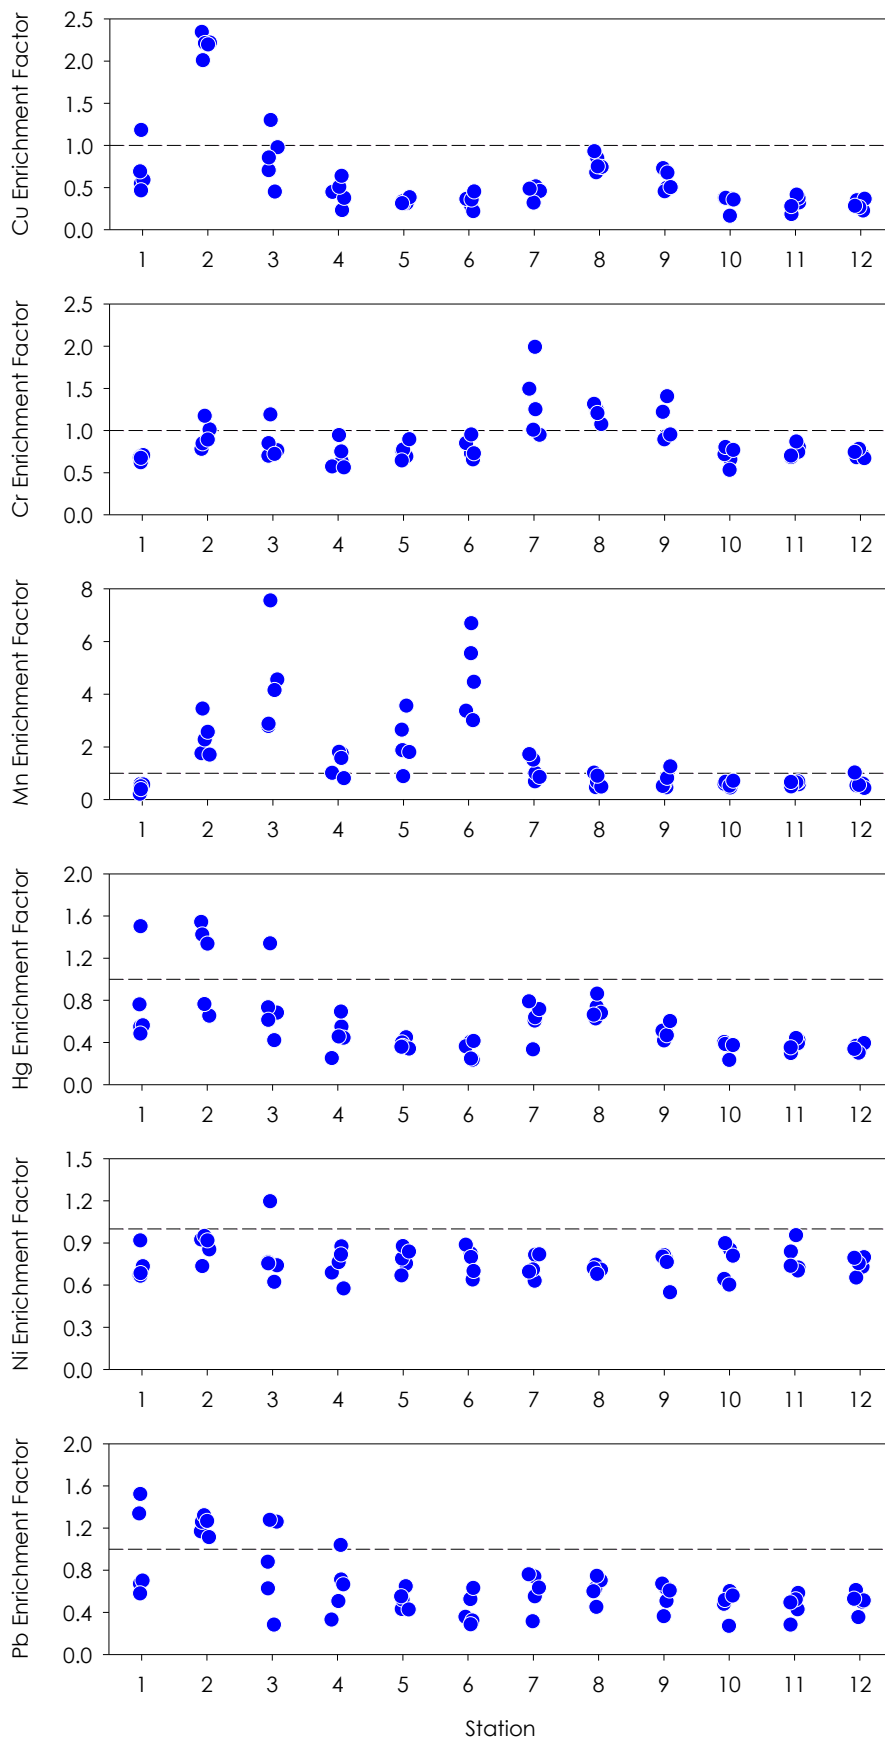 Cu Enrichment Factor
2.5
2.0
1.5
1.0
0.5
0.0
1 2 3 4 5 6 7 8 9 10 11 12
Cr Enrichment Factor
2.5
2.0
1.5
1.0
0.5
0.0
1 2 3 4 5 6 7 8 9 10 11 12
Mn Enrichment Factor
8
6
4
2
0
1 2 3 4 5 6 7 8 9 10 11 12
Hg Enrichment Factor
2.0
1.6
1.2
0.8
0.4
0.0
1 2 3 4 5 6 7 8 9 10 11 12
Ni Enrichment Factor
1.5
1.2
0.9
0.6
0.3
0.0
1 2 3 4 5 6 7 8 9 10 11 12
Pb Enrichment Factor
2.0
1.6
1.2
0.8
0.4
0.0
1 2 3 4 5 6 7 8 9 10 11 12
Station